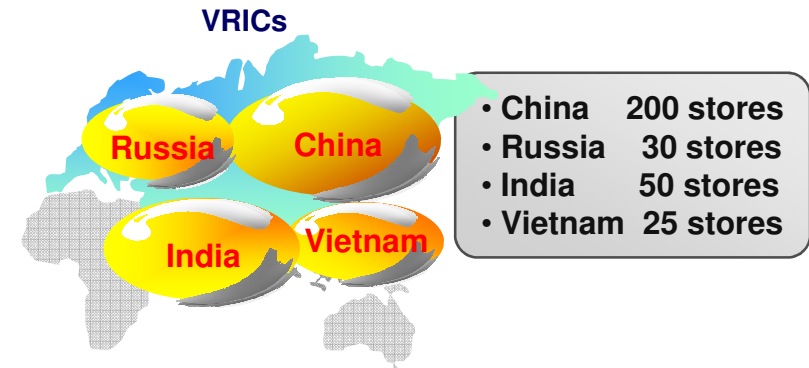 VRICs
Russia
China
India
Vietnam
• China 200 stores
• Russia 30 stores
• India 50 stores
• Vietnam 25 stores